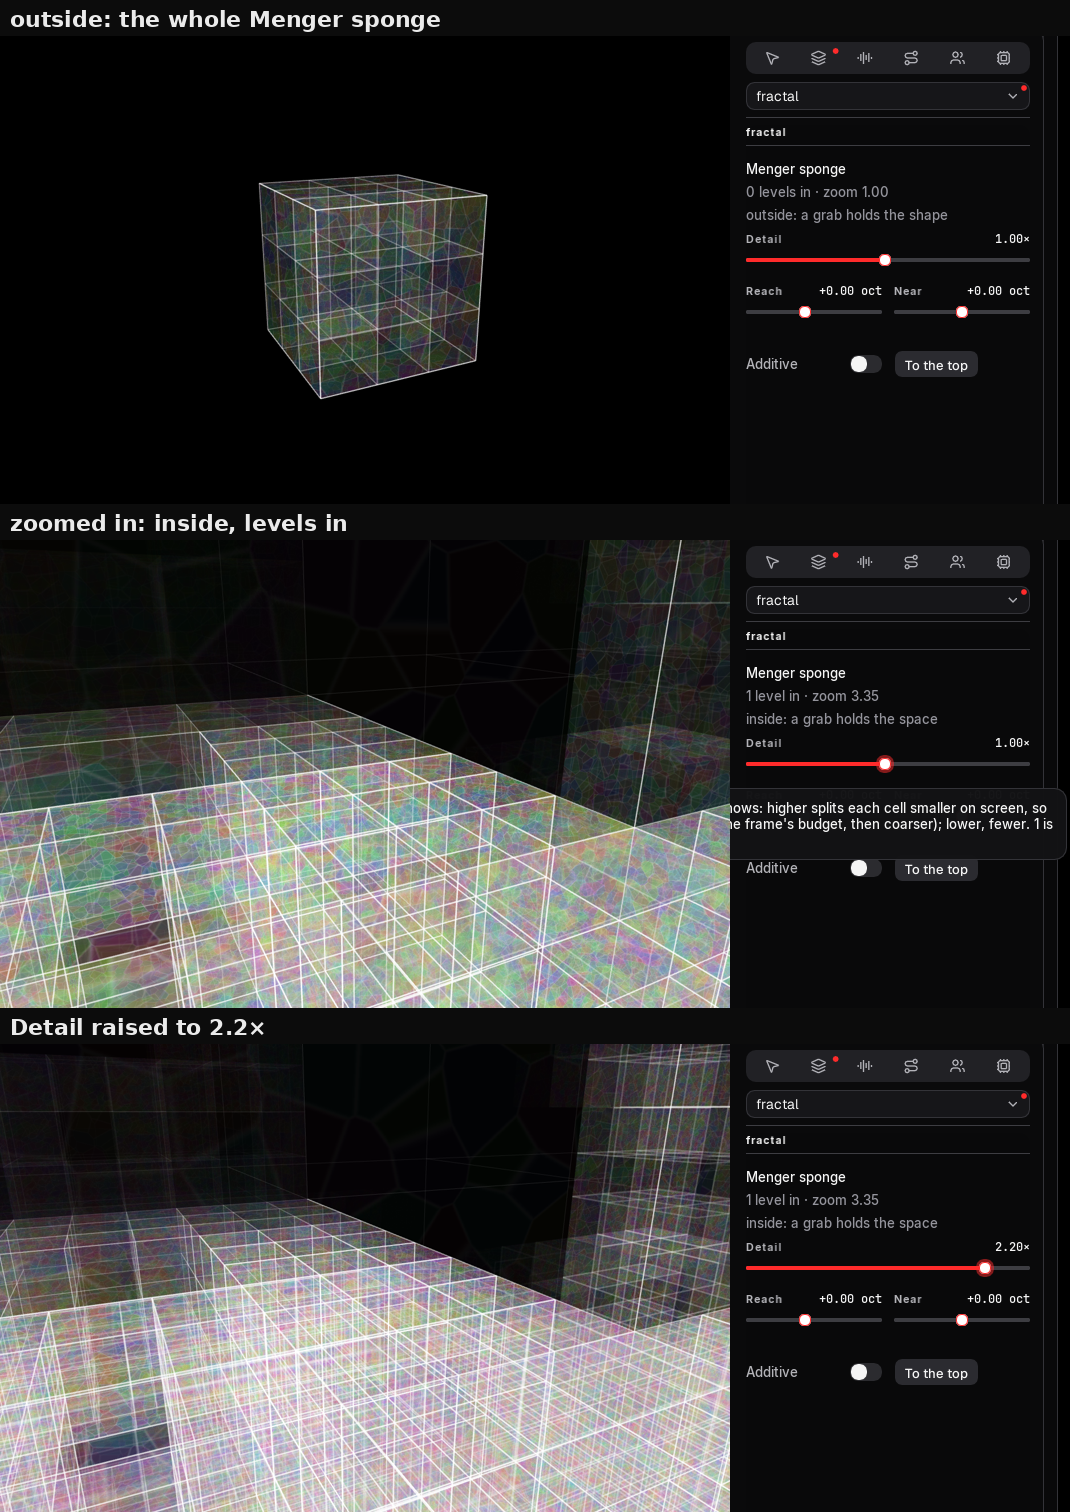 outside: the whole Menger sponge
fractal
fractal
Menger sponge
0 levels in · zoom 1.00
outside: a grab holds the shape
Detail 1.00×
Reach +0.00 oct Near +0.00 oct
Additive To the top
zoomed in: inside, levels in
fractal
fractal
Menger sponge
1 level in · zoom 3.35
inside: a grab holds the space
Detail 1.00×
higher splits each cell smaller on screen, so
frame's budget, then coarser); lower, fewer. 1 is
Additive To the top
Detail raised to 2.2×
fractal
fractal
Menger sponge
1 level in · zoom 3.35
inside: a grab holds the space
Detail 2.20×
Reach +0.00 oct Near +0.00 oct
Additive To the top